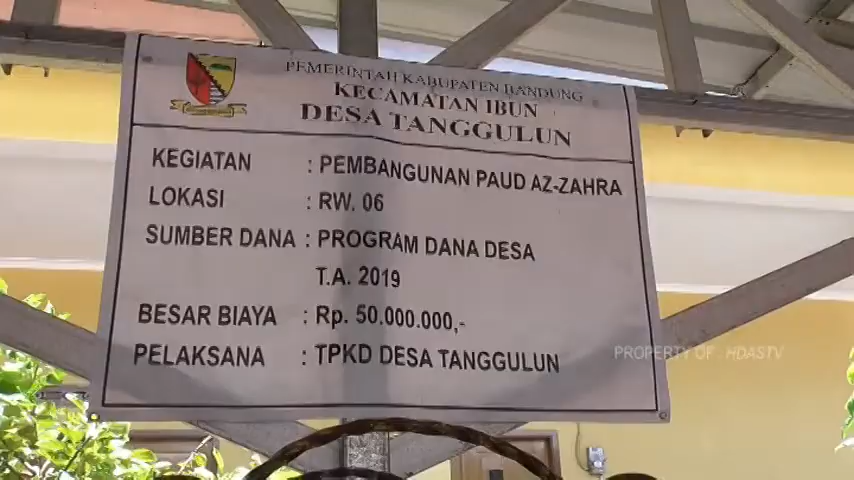 PEMERINTAH KABUPATEN BANDUNG
KECAMATAN IBUN
DESA TANGGULUN
KEGIATAN : PEMBANGUNAN PAUD AZ-ZAHRA
LOKASI : RW. 06
SUMBER DANA : PROGRAM DANA DESA
T.A. 2019
BESAR BIAYA : Rp. 50.000.000,-
PELAKSANA : TPKD DESA TANGGULUN
PROPERTY OF : HDASTV